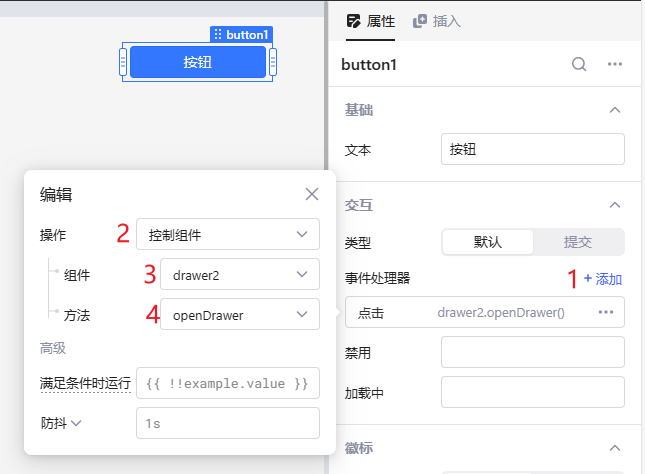 属性
插入
button1
按钮
button1
基础
文本
按钮
交互
类型
默认
提交
事件处理器
1
+ 添加
点击
drawer2.openDrawer()
禁用
加载中
徽标
编辑
操作
2
控制组件
组件
3
drawer2
方法
4
openDrawer
高级
满足条件时运行
{{ !!example.value }}
防抖
1s